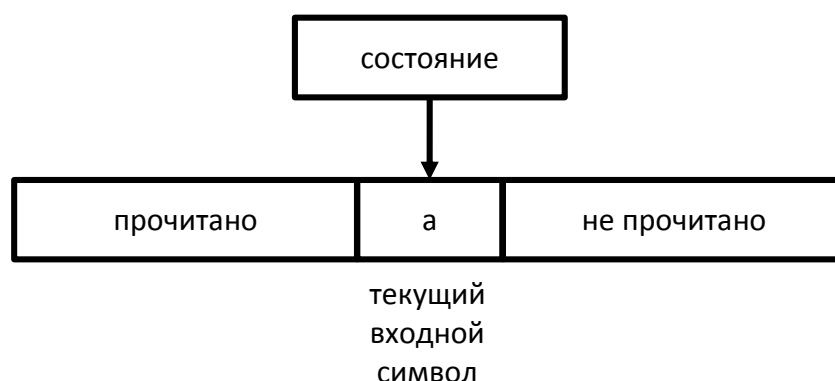 состояние
прочитано
а
не прочитано
текущий
входной
символ